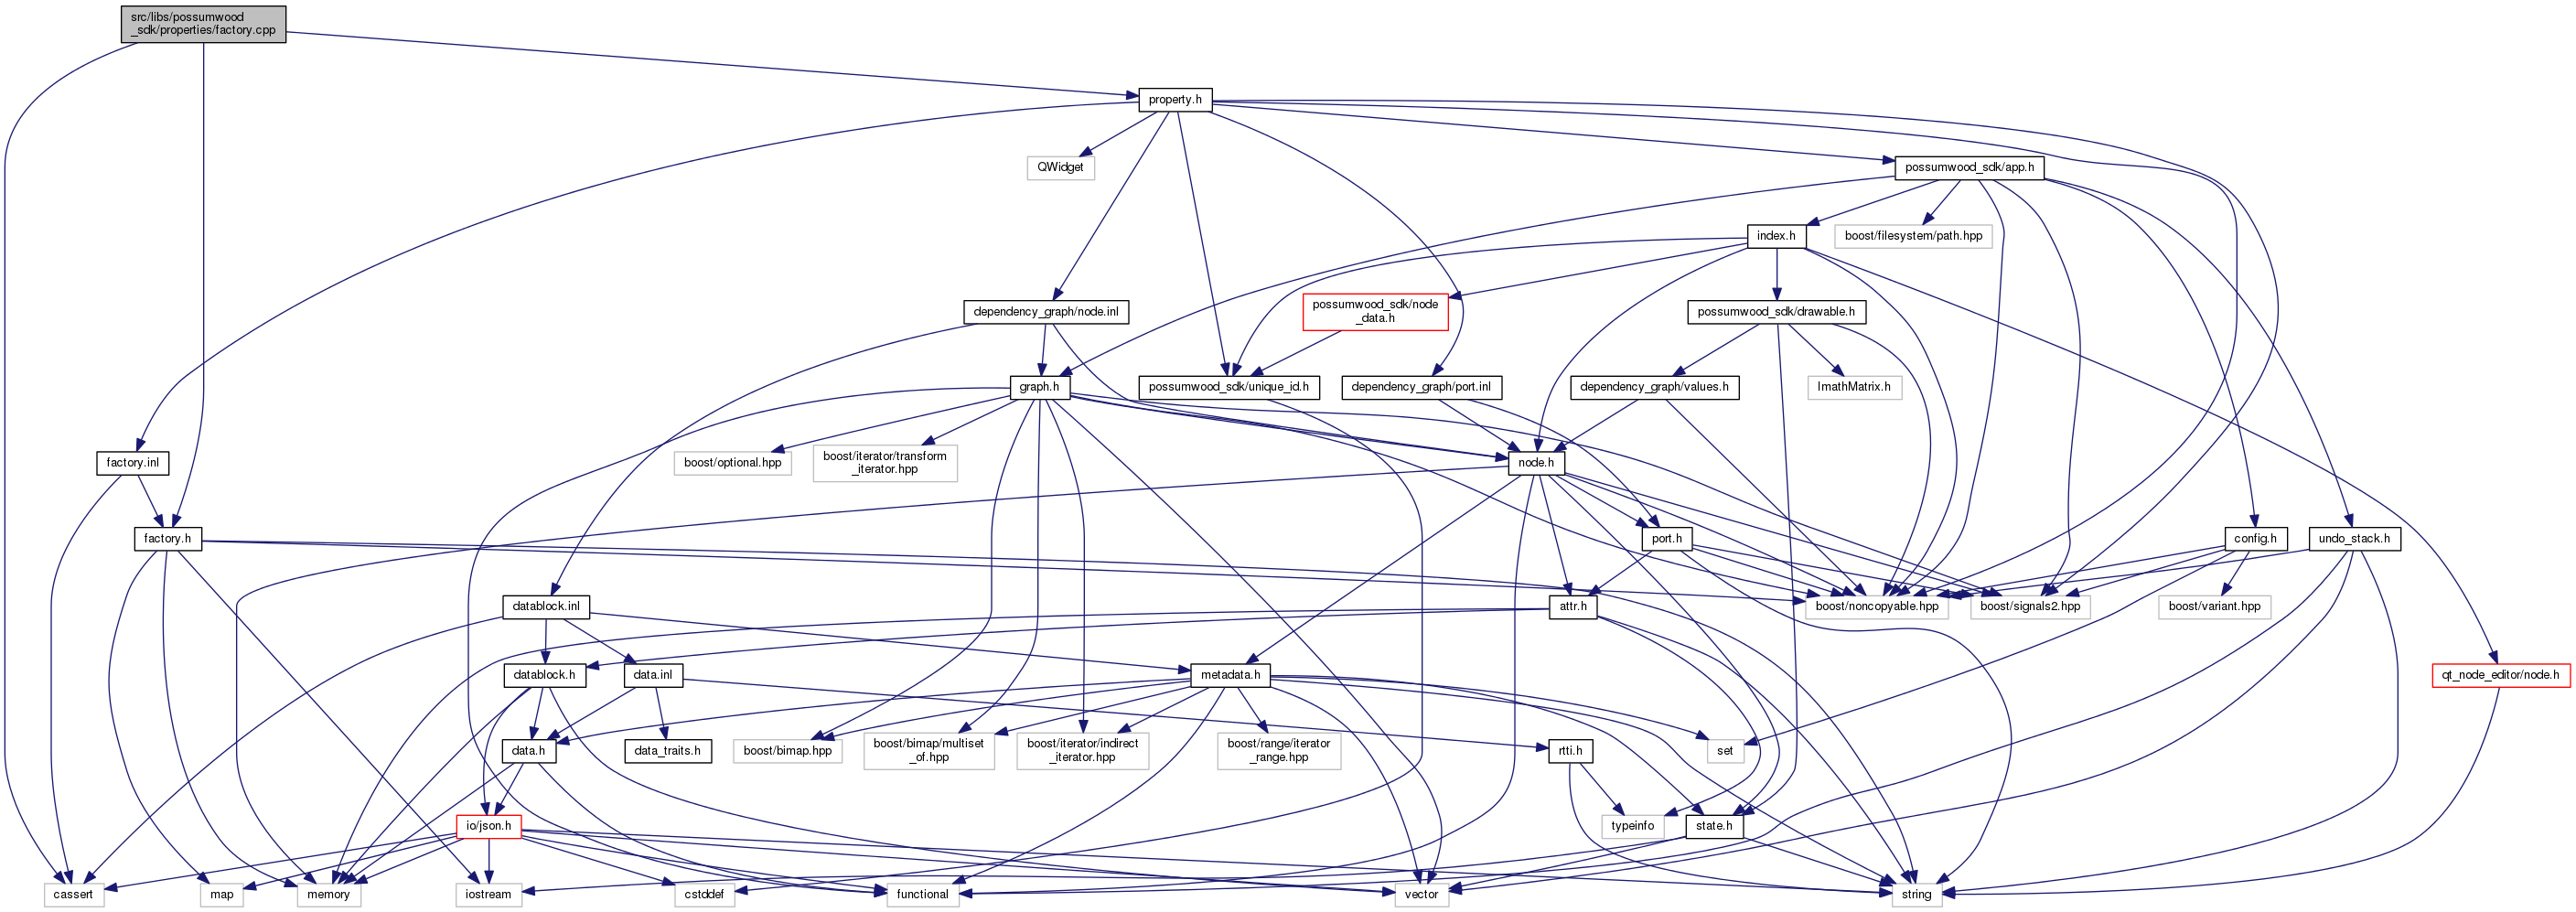 src/libs/possumwood
_sdk/properties/factory.cpp
property.h
QWidget
possumwood_sdk/app.h
index.h
boost/filesystem/path.hpp
dependency_graph/node.inl
possumwood_sdk/node
_data.h
possumwood_sdk/drawable.h
graph.h
possumwood_sdk/unique_id.h
dependency_graph/port.inl
dependency_graph/values.h
ImathMatrix.h
factory.inl
boost/optional.hpp
boost/iterator/transform
_iterator.hpp
node.h
factory.h
port.h
config.h
undo_stack.h
datablock.inl
attr.h
boost/noncopyable.hpp
boost/signals2.hpp
boost/variant.hpp
datablock.h
data.inl
metadata.h
qt_node_editor/node.h
data.h
data_traits.h
boost/bimap.hpp
boost/bimap/multiset
_of.hpp
boost/iterator/indirect
_iterator.hpp
boost/range/iterator
_range.hpp
rtti.h
set
io/json.h
typeinfo
state.h
cassert
map
memory
iostream
cstddef
functional
vector
string